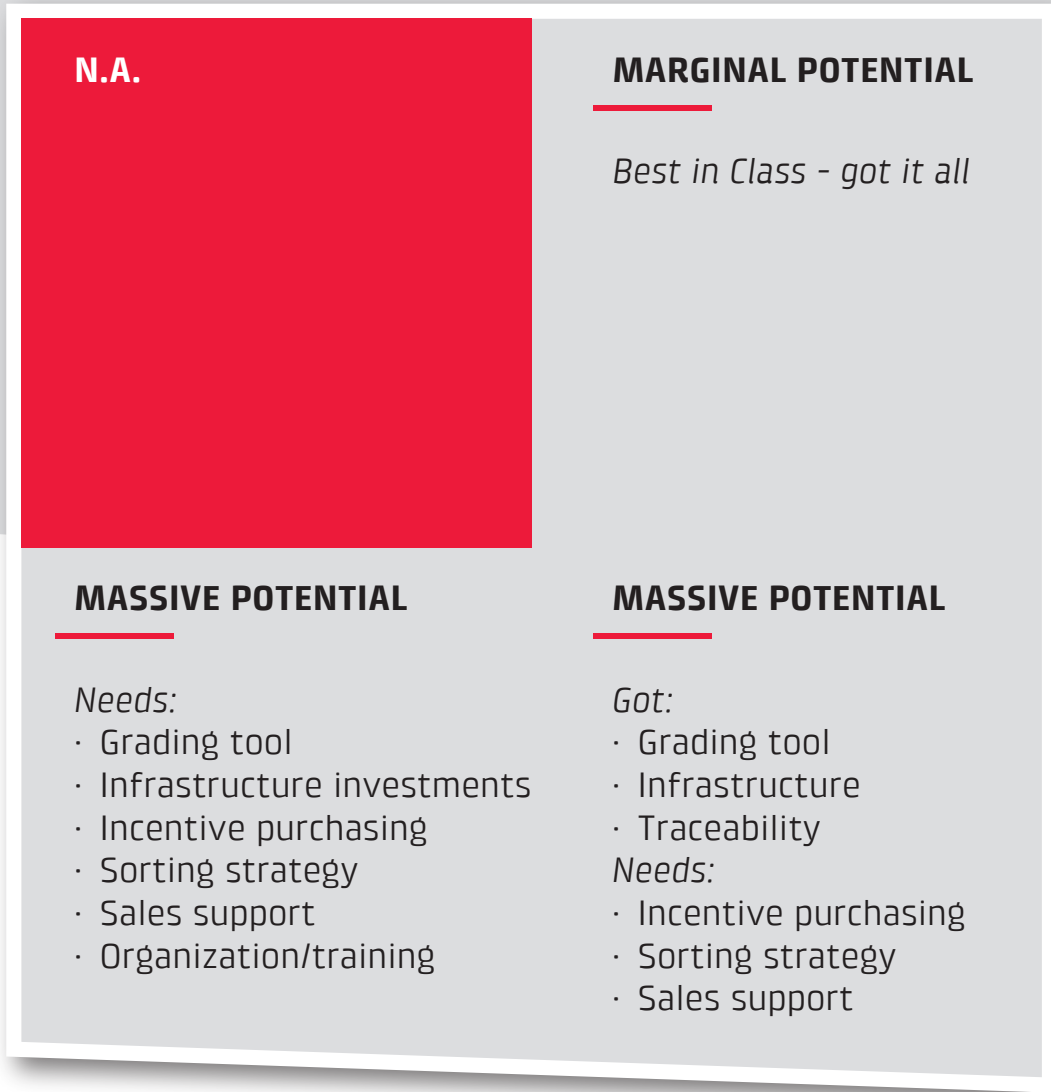 N.A.
MARGINAL POTENTIAL
Best in Class - got it all
MASSIVE POTENTIAL
Needs:
· Grading tool
· Infrastructure investments
· Incentive purchasing
· Sorting strategy
· Sales support
· Organization/training
MASSIVE POTENTIAL
Got:
· Grading tool
· Infrastructure
· Traceability
Needs:
· Incentive purchasing
· Sorting strategy
· Sales support